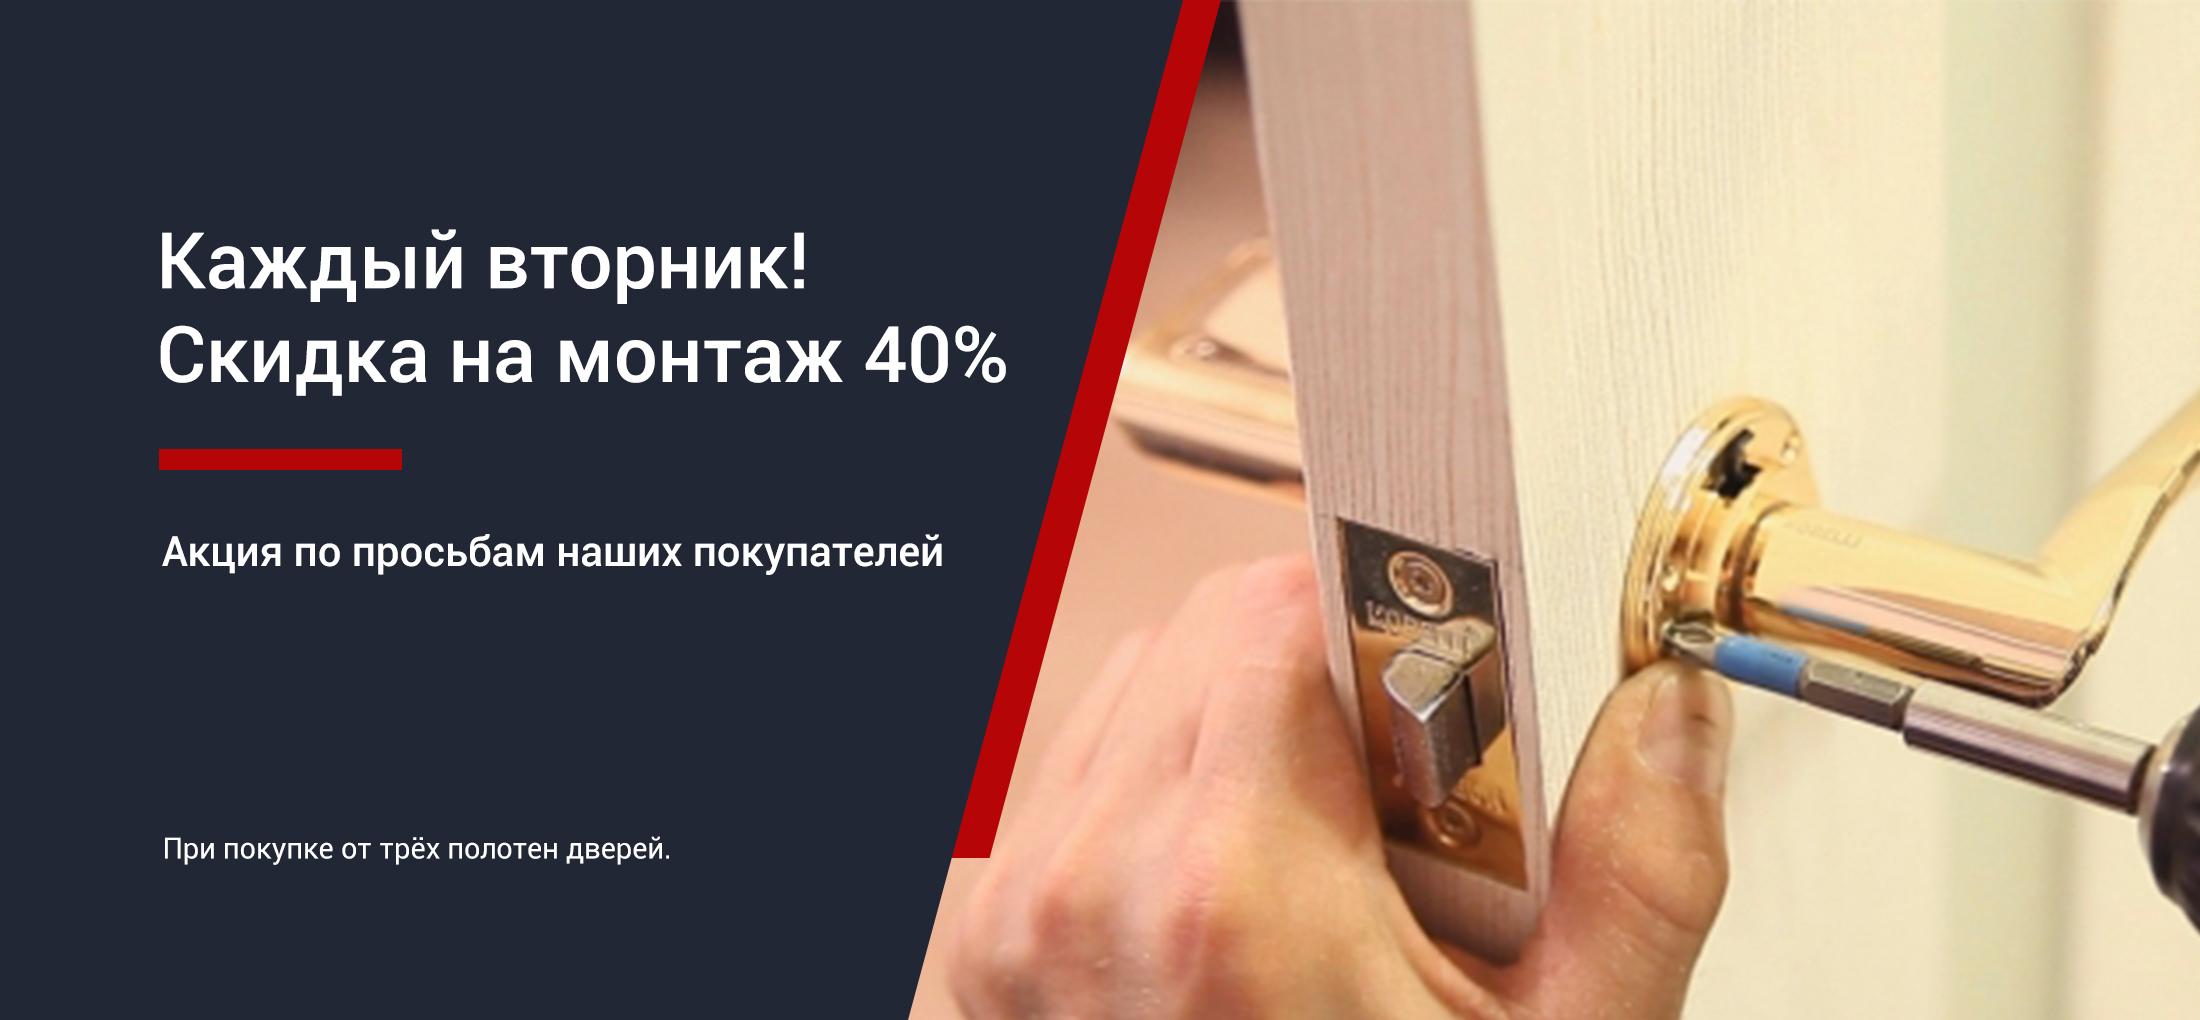 Каждый вторник!
Скидка на монтаж 40%
Акция по просьбам наших покупателей
При покупке от трёх полотен дверей.